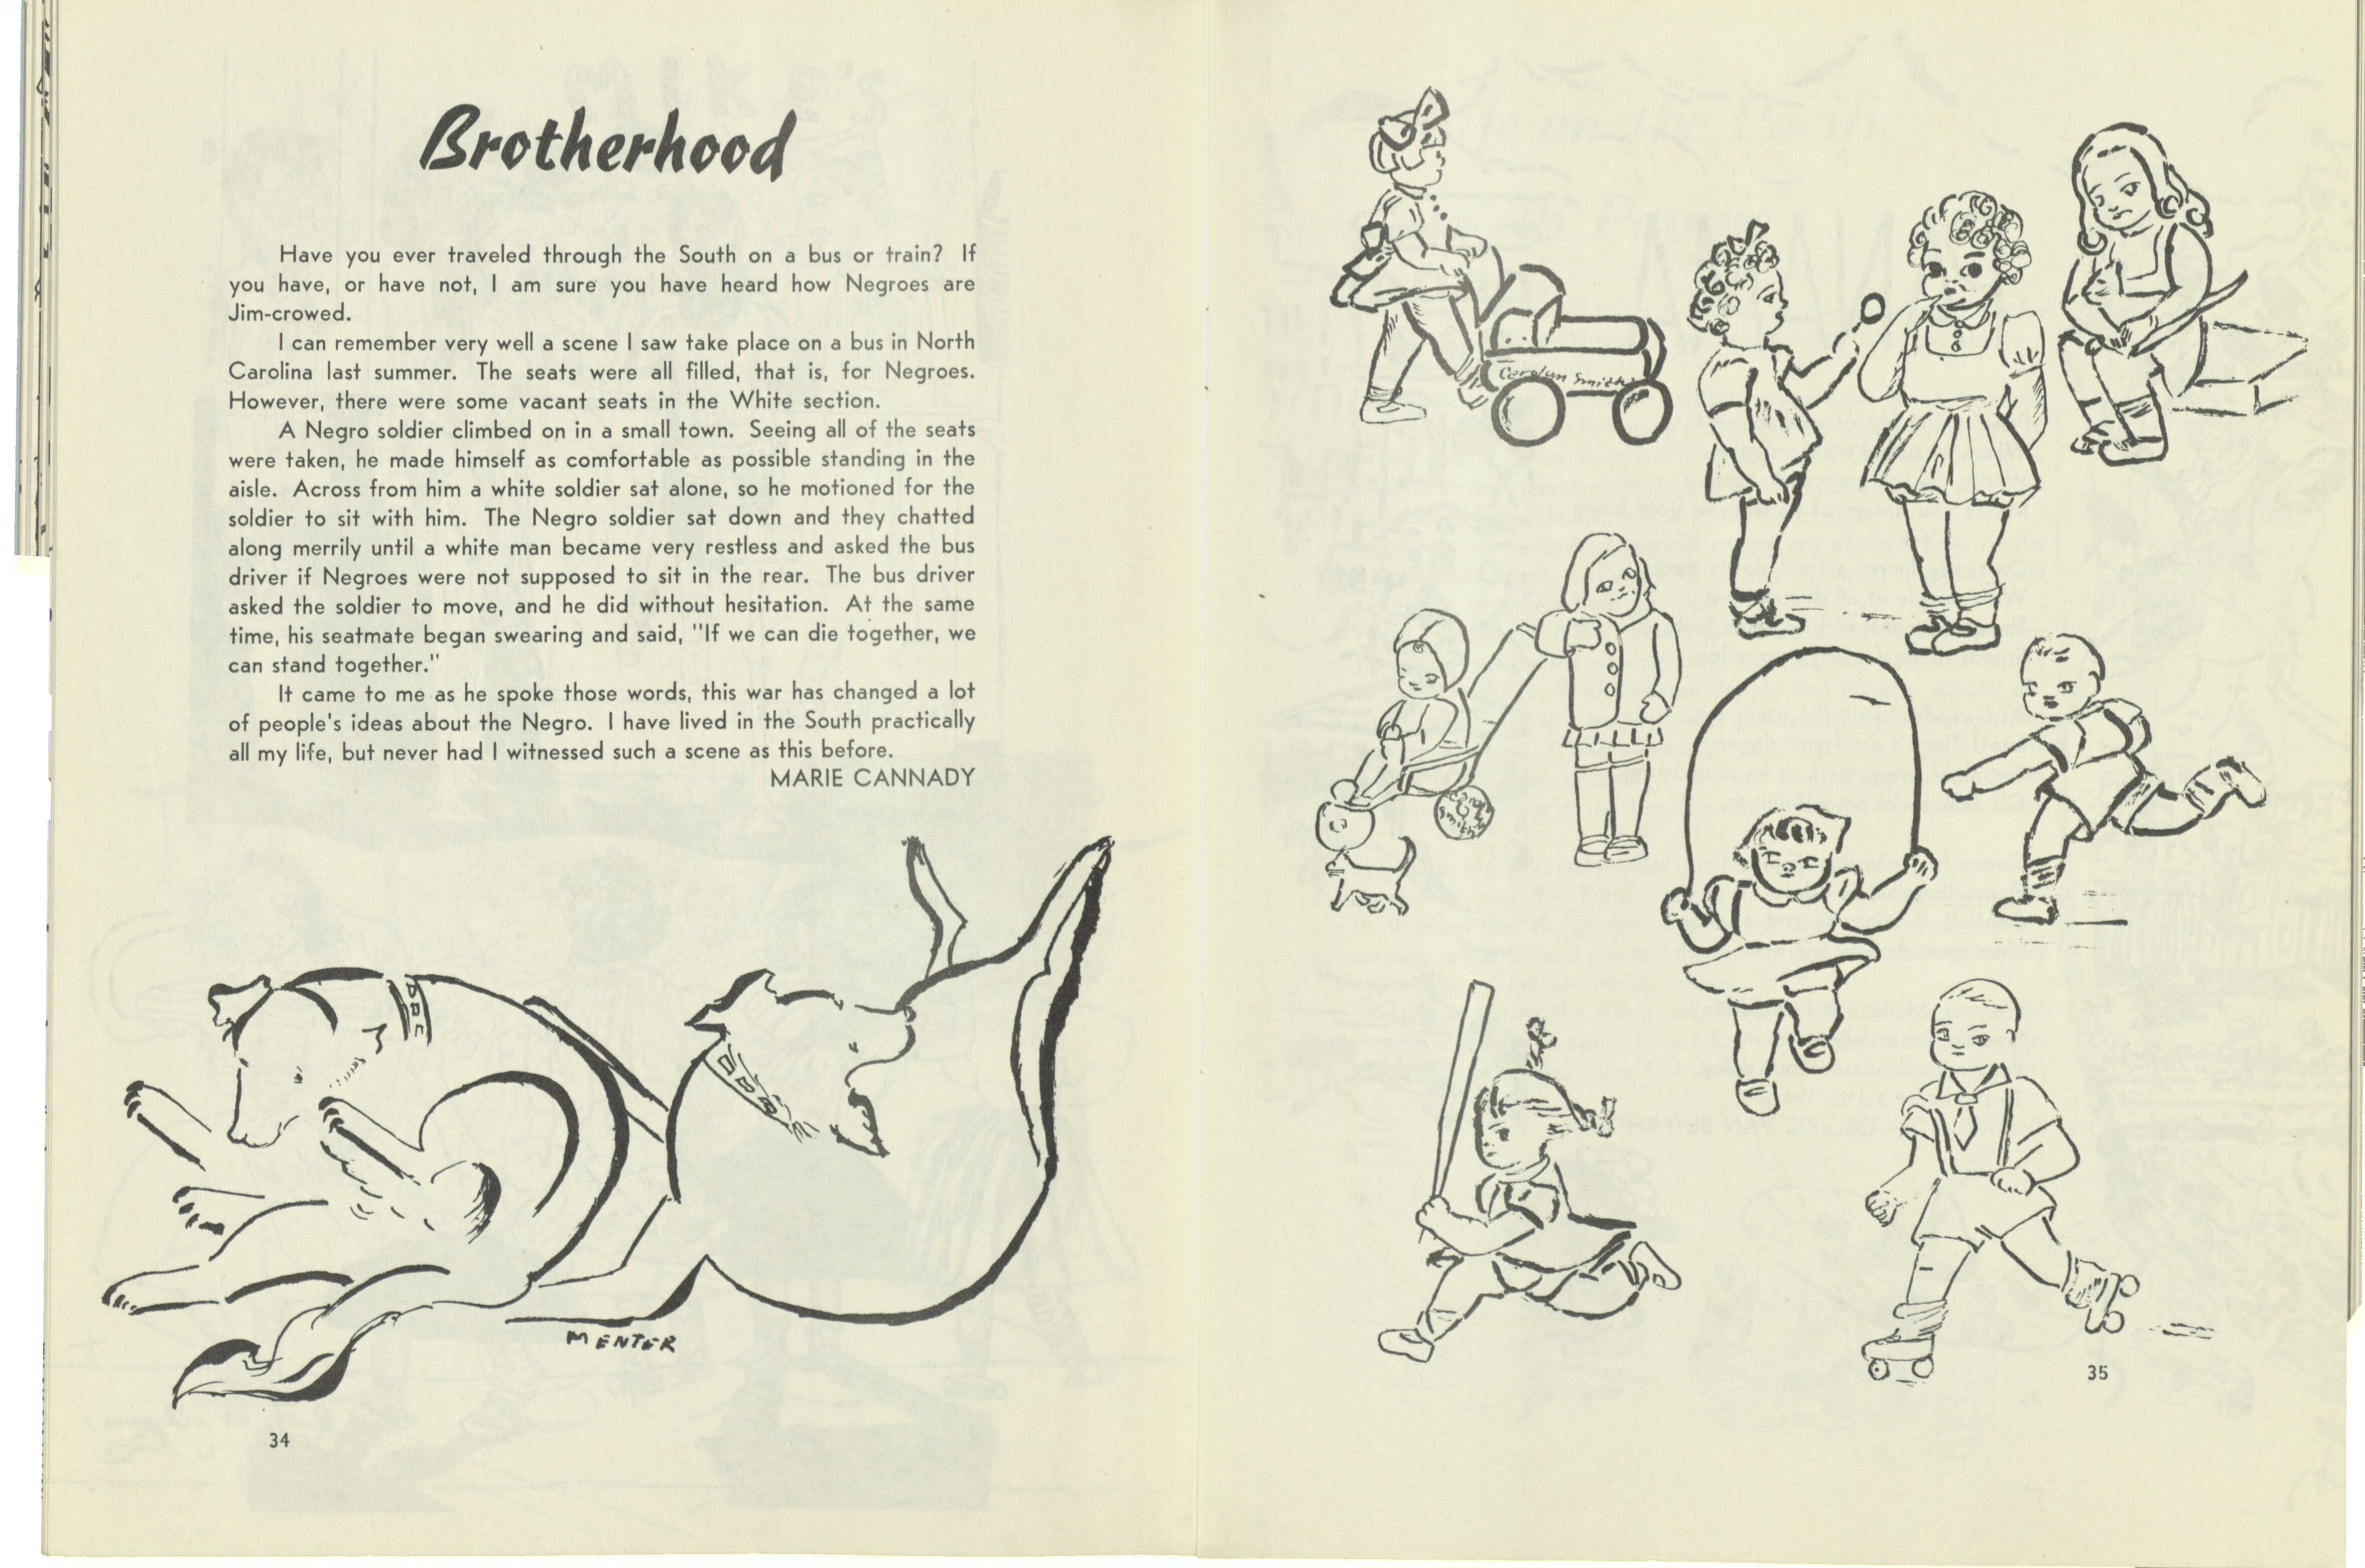 Brotherhood
Have you ever traveled through the South on a bus or train? If
you have, or have not, I am sure you have heard how Negroes are
Jim-crowed.
I can remember very well a scene I saw take place on a bus in North
Carolina last summer. The seats were all filled, that is, for Negroes.
However, there were some vacant seats in the White section.
A Negro soldier climbed on in a small town. Seeing all of the seats
were taken, he made himself as comfortable as possible standing in the
aisle. Across from him a white soldier sat alone, so he motioned for the
soldier to sit with him. The Negro soldier sat down and they chatted
along merrily until a white man became very restless and asked the bus
driver if Negroes were not supposed to sit in the rear. The bus driver
asked the soldier to move, and he did without hesitation. At the same
time, his seatmate began swearing and said, "If we can die together, we
can stand together."
It came to me as he spoke those words, this war has changed a lot
of people's ideas about the Negro. I have lived in the South practically
all my life, but never had I witnessed such a scene as this before.
MARIE CANNADY
MENTER
34
Carolyn Smith
35